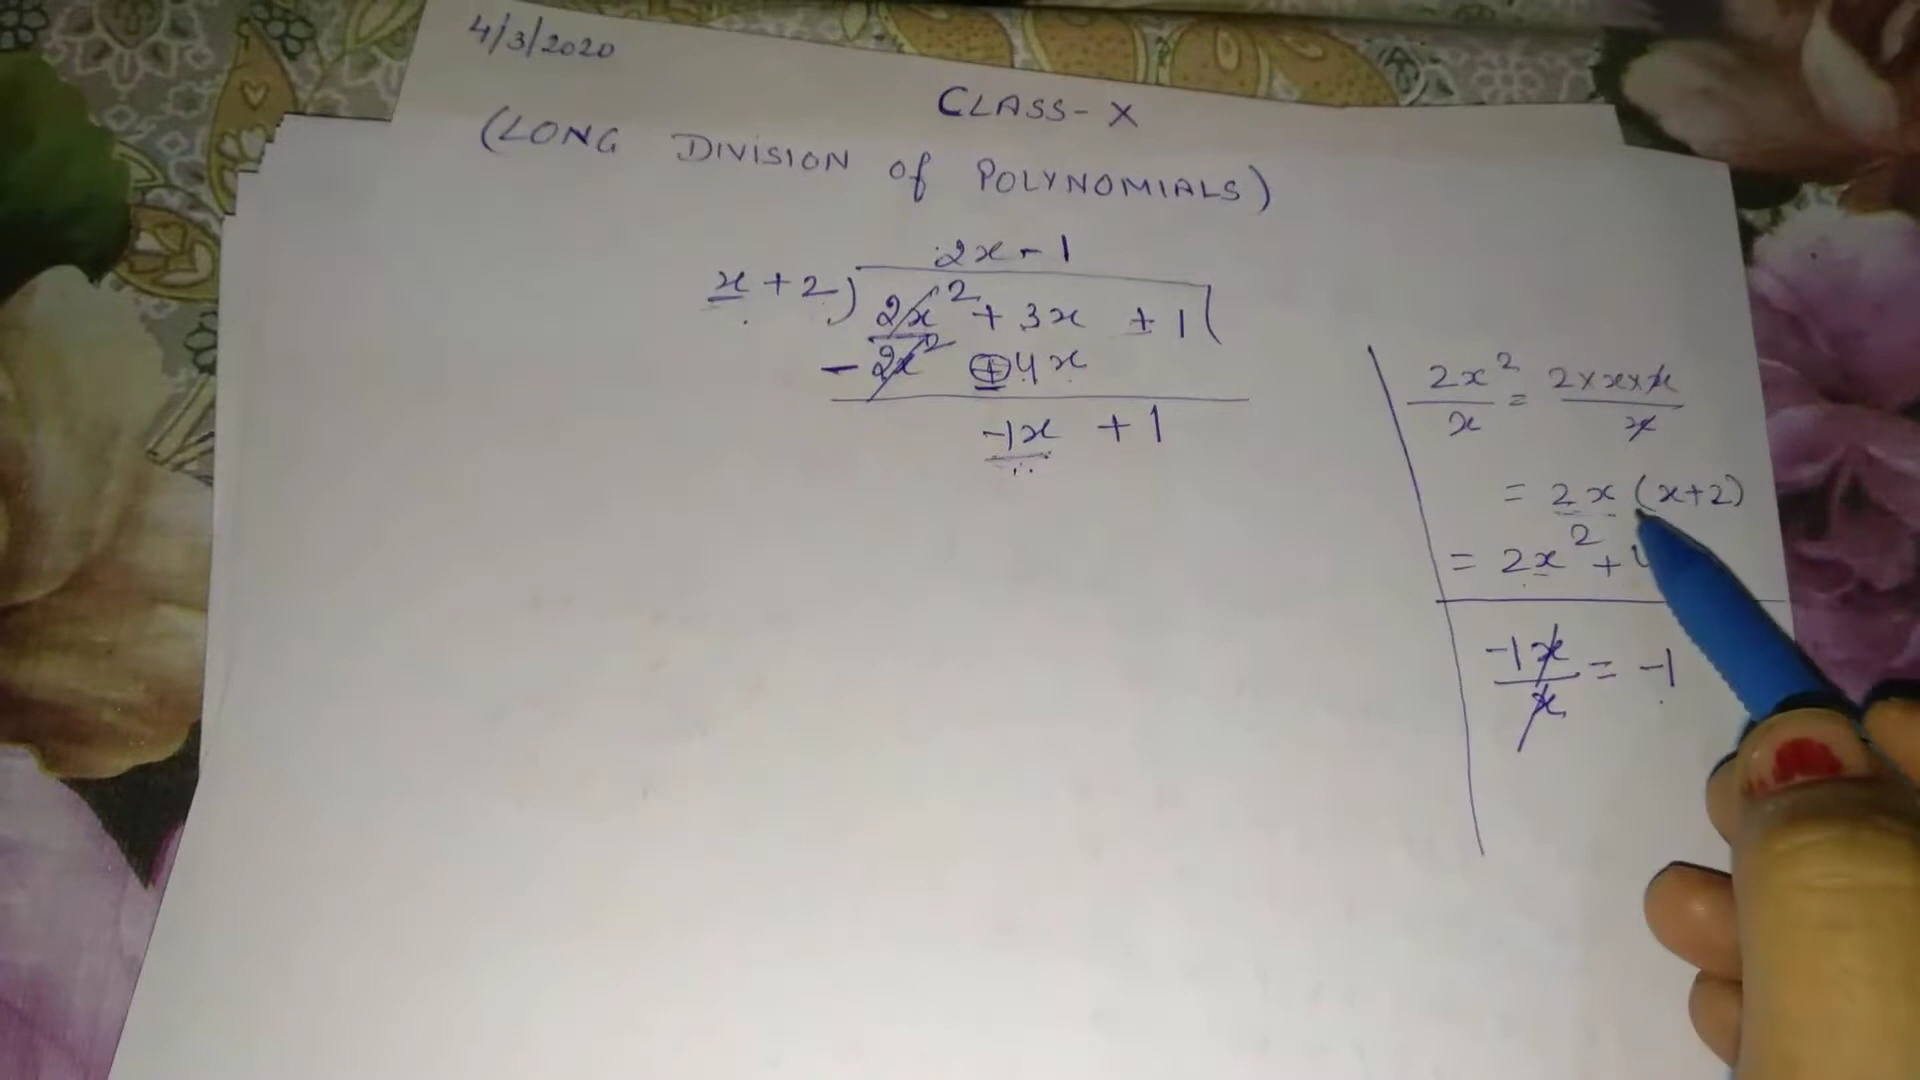 4/3/2020
CLASS-X
(LONG DIVISION of POLYNOMIALS)
2x - 1
x + 2) 2x² + 3x + 1(
- 2x² + 4x
-1x + 1
2x²/x = 2×x×x/x
= 2x (x+2)
= 2x² +
-1x/x = -1